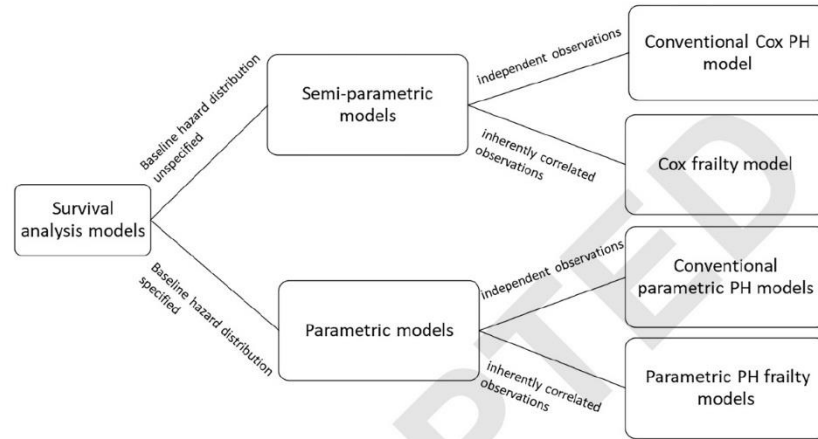 Survival
analysis models
Baseline hazard distribution
unspecified
Baseline hazard distribution
specified
Semi-parametric
models
Parametric models
independent observations
inherently correlated
observations
independent observations
inherently correlated
observations
Conventional Cox PH
model
Cox frailty model
Conventional
parametric PH models
Parametric PH frailty
models
PTED